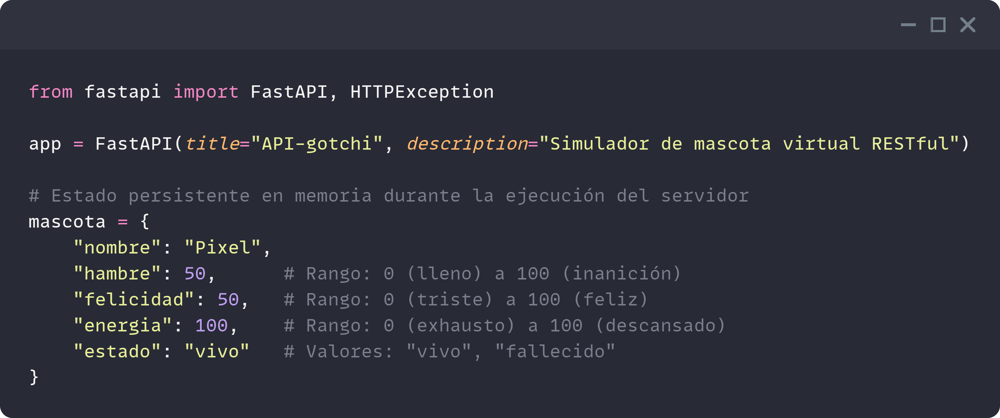 from fastapi import FastAPI, HTTPException
app = FastAPI(title="API-gotchi", description="Simulador de mascota virtual RESTful")
# Estado persistente en memoria durante la ejecución del servidor
mascota = {
    "nombre": "Pixel",
    "hambre": 50,      # Rango: 0 (lleno) a 100 (inanición)
    "felicidad": 50,   # Rango: 0 (triste) a 100 (feliz)
    "energia": 100,    # Rango: 0 (exhausto) a 100 (descansado)
    "estado": "vivo"   # Valores: "vivo", "fallecido"
}